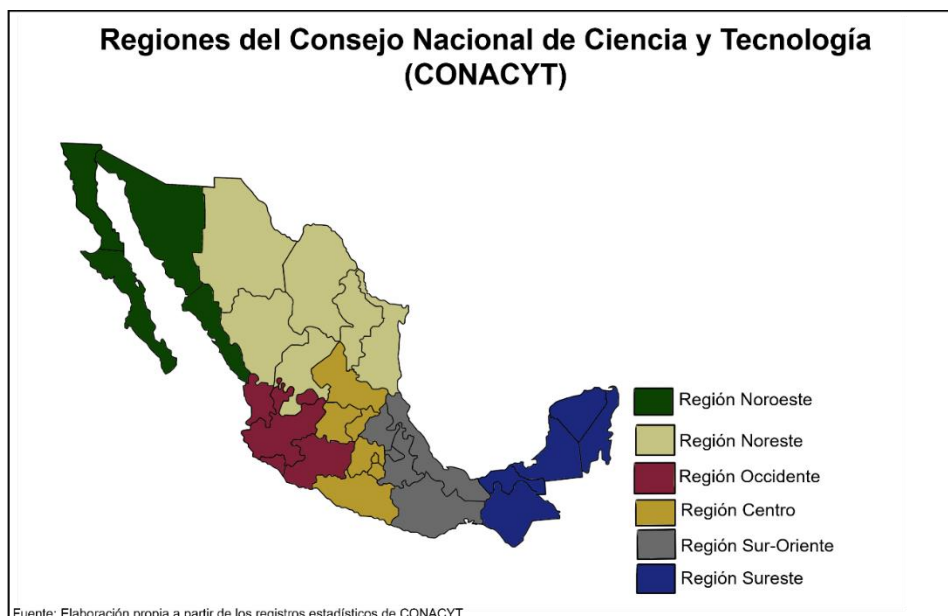 Regiones del Consejo Nacional de Ciencia y Tecnología
(CONACYT)
Región Noroeste
Región Noreste
Región Occidente
Región Centro
Región Sur-Oriente
Región Sureste
Fuente: Elaboración propia a partir de los registros estadísticos de CONACYT